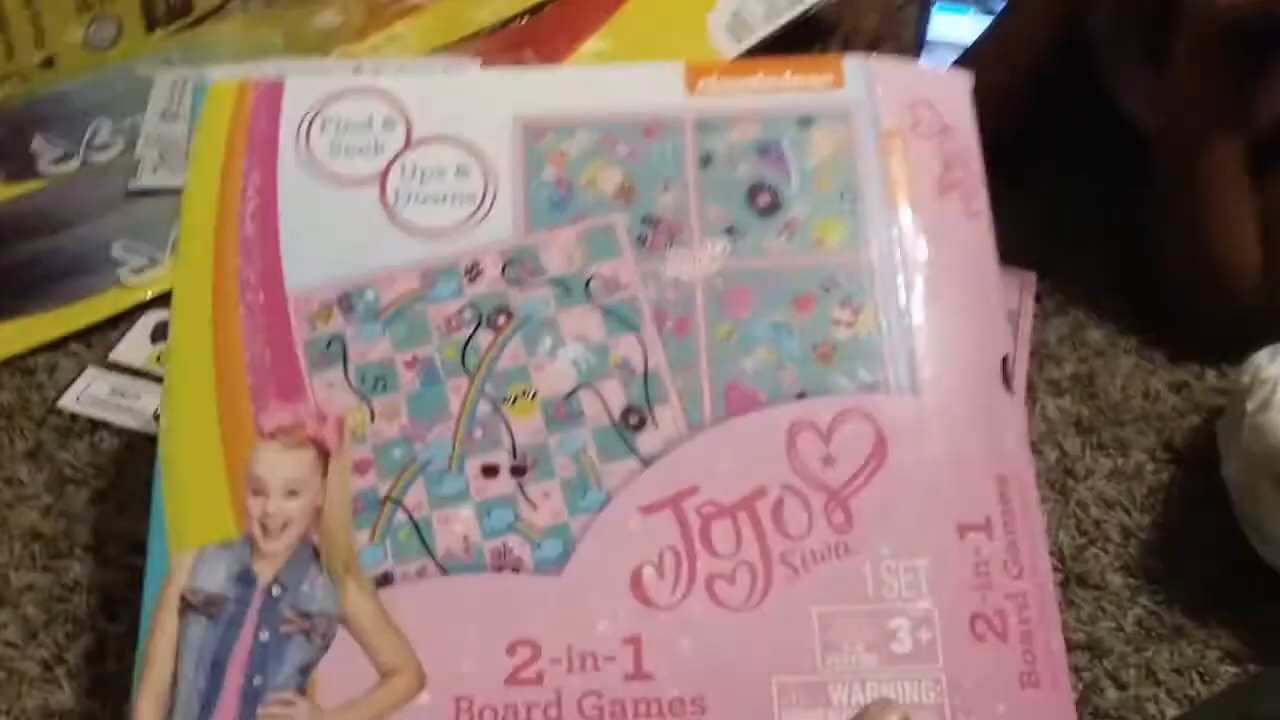 nickelodeon
Find &
Seek
Ups &
Downs
JoJo
Siwa
1 SET
3+
2-in-1
Board Games
WARNING:
2-in-1
Board Games